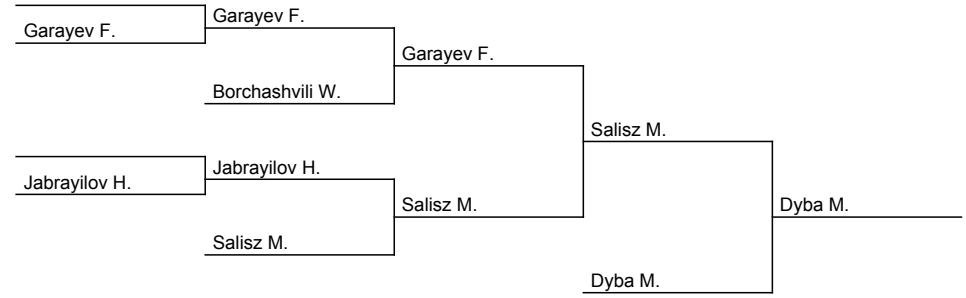 Garayev F.
Garayev F.
Borchashvili W.
Garayev F.
Jabrayilov H.
Jabrayilov H.
Salisz M.
Salisz M.
Salisz M.
Dyba M.
Dyba M.